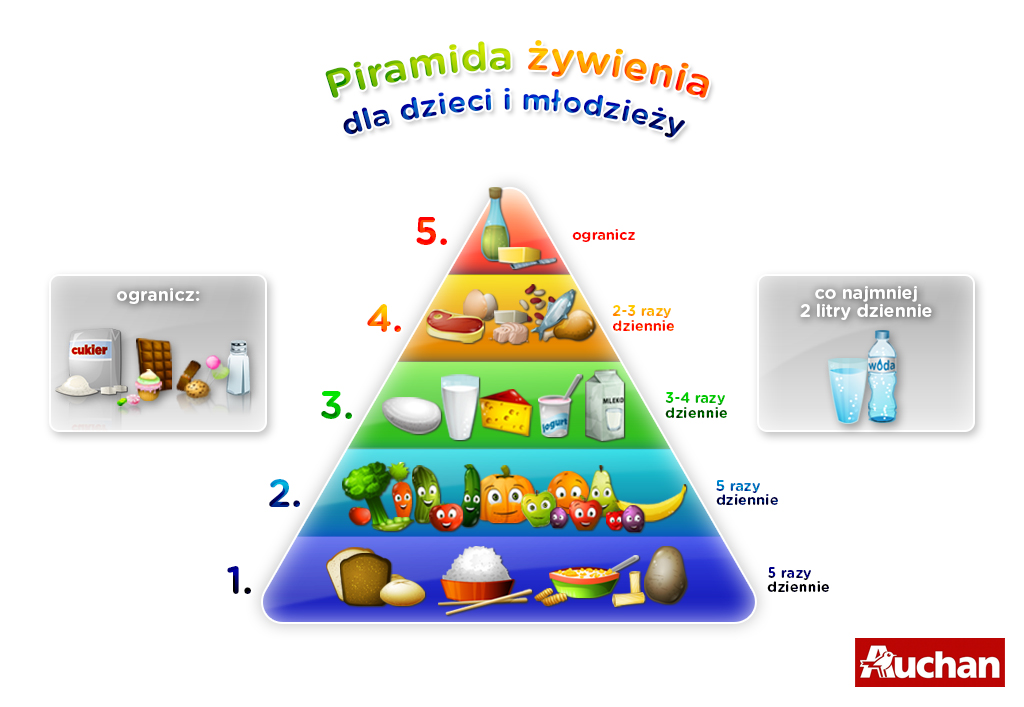 Piramida żywienia
dla dzieci i młodzieży
5.
ogranicz
4.
2-3 razy
dziennie
3.
MLEKO
jogurt
3-4 razy
dziennie
2.
5 razy
dziennie
1.
5 razy
dziennie
ogranicz:
cukier
co najmniej
2 litry dziennie
woda
Auchan